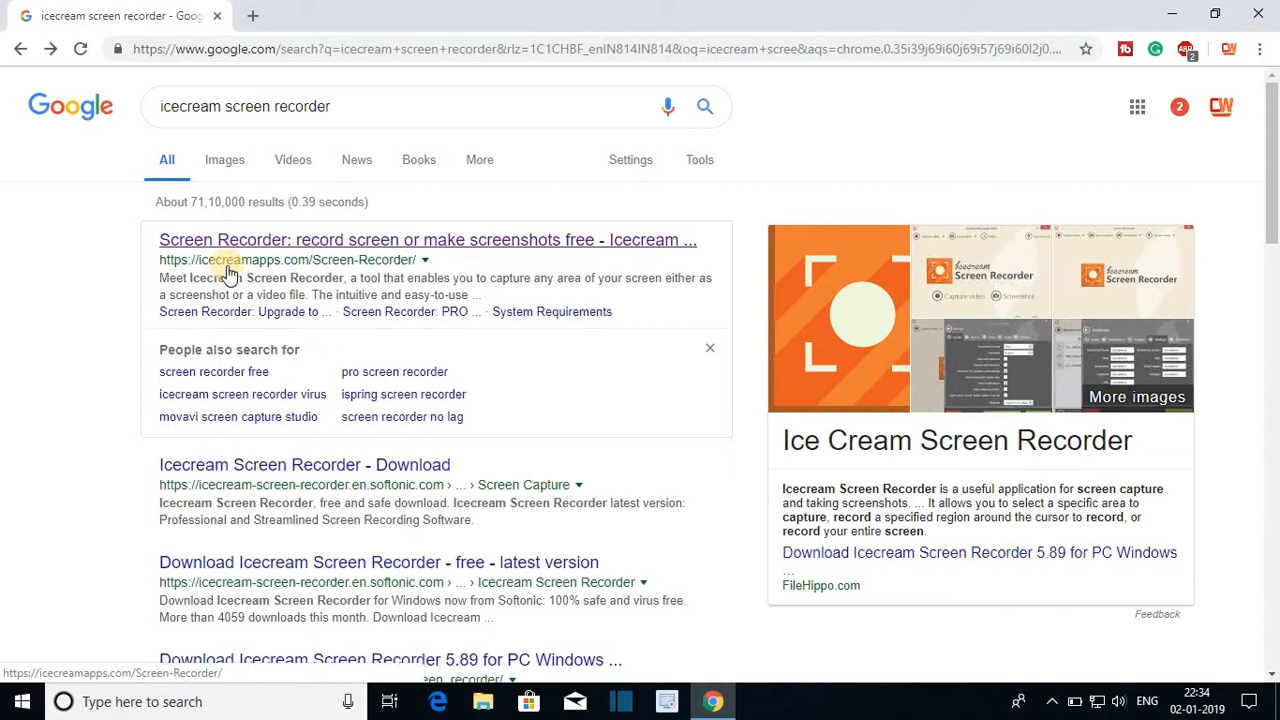 icecream screen recorder - Goog
https://www.google.com/search?q=icecream+screen+recorder&rlz=1C1CHBF_enIN814IN814&oq=icecream+scree&aqs=chrome.0.35i39j69i60j69i57j69i60l2j0....
ABP
2
CW
Google
icecream screen recorder
2
CW
All Images Videos News Books More Settings Tools
About 71,10,000 results (0.39 seconds)
Screen Recorder: record screen or make screenshots free - Icecream ...
https://icecreamapps.com/Screen-Recorder/
Meet Icecream Screen Recorder, a tool that enables you to capture any area of your screen either as
a screenshot or a video file. The intuitive and easy-to-use ...
Screen Recorder: Upgrade to ... · Screen Recorder: PRO ... · System Requirements
People also search for
screen recorder free pro screen recorder
icecream screen recorder virus ispring screen recorder
movavi screen capture studio screen recorder no lag
Icecream Screen Recorder - Download
https://icecream-screen-recorder.en.softonic.com › ... › Screen Capture
Icecream Screen Recorder, free and safe download. Icecream Screen Recorder latest version:
Professional and Streamlined Screen Recording Software.
Download Icecream Screen Recorder - free - latest version
https://icecream-screen-recorder.en.softonic.com › ... › Icecream Screen Recorder
Download Icecream Screen Recorder for Windows now from Softonic: 100% safe and virus free.
More than 4059 downloads this month. Download Icecream ...
Download Icecream Screen Recorder 5.89 for PC Windows ...
Icecream
Screen Recorder
Capture video Screenshot
Icecream
Screen Recorder
More images
Ice Cream Screen Recorder
Icecream Screen Recorder is a useful application for screen capture
and taking screenshots. ... It allows you to select a specific area to
capture, record a specified region around the cursor to record, or
record your entire screen.
Download Icecream Screen Recorder 5.89 for PC Windows
...
FileHippo.com
Feedback
https://icecreamapps.com/Screen-Recorder/
Type here to search
ENG
22:34
02-01-2019